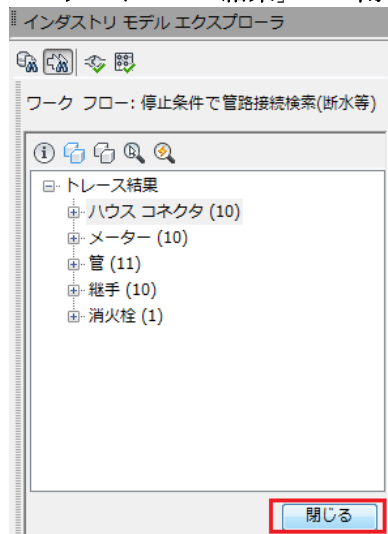 インダストリ モデル エクスプローラ
ワーク フロー: 停止条件で管路接続検索(断水等)
トレース結果
ハウス コネクタ (10)
メーター (10)
管 (11)
継手 (10)
消火栓 (1)
閉じる